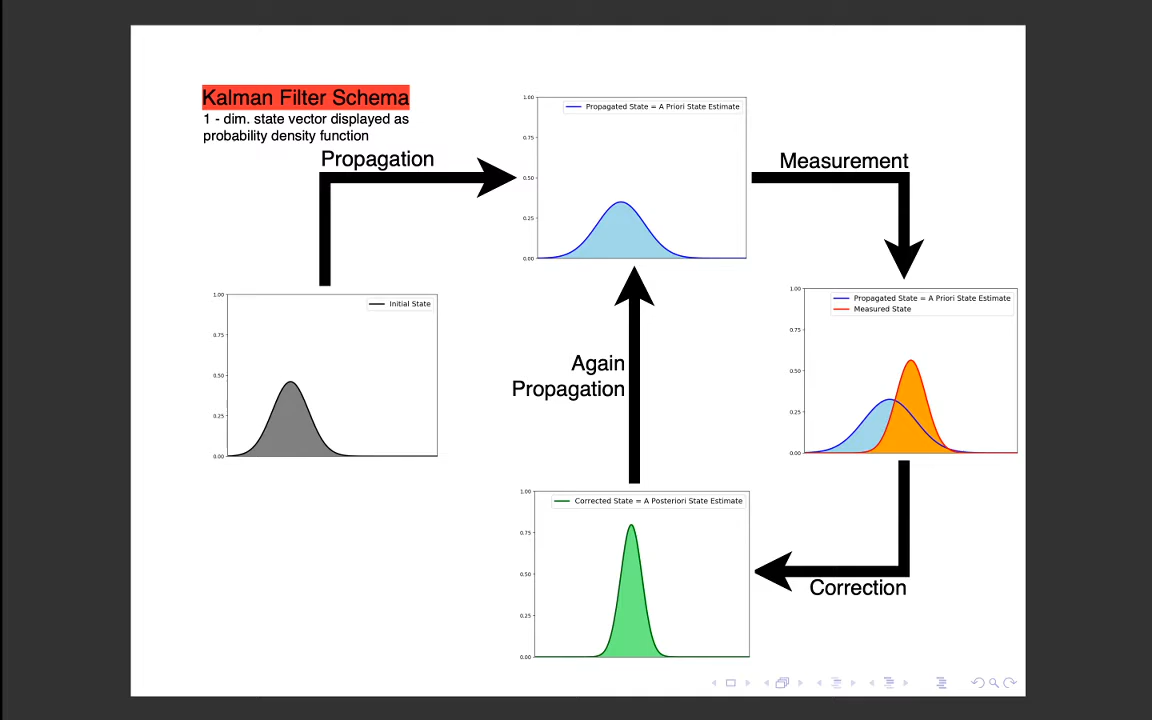 Kalman Filter Schema
1 - dim. state vector displayed as
probability density function
Propagation
1.00
0.75
0.50
0.25
0.00
Propagated State = A Priori State Estimate
Measurement
1.00
0.75
0.50
0.25
0.00
Initial State
1.00
0.75
0.50
0.25
0.00
Propagated State = A Priori State Estimate
Measured State
Again
Propagation
1.00
0.75
0.50
0.25
0.00
Corrected State = A Posteriori State Estimate
Correction